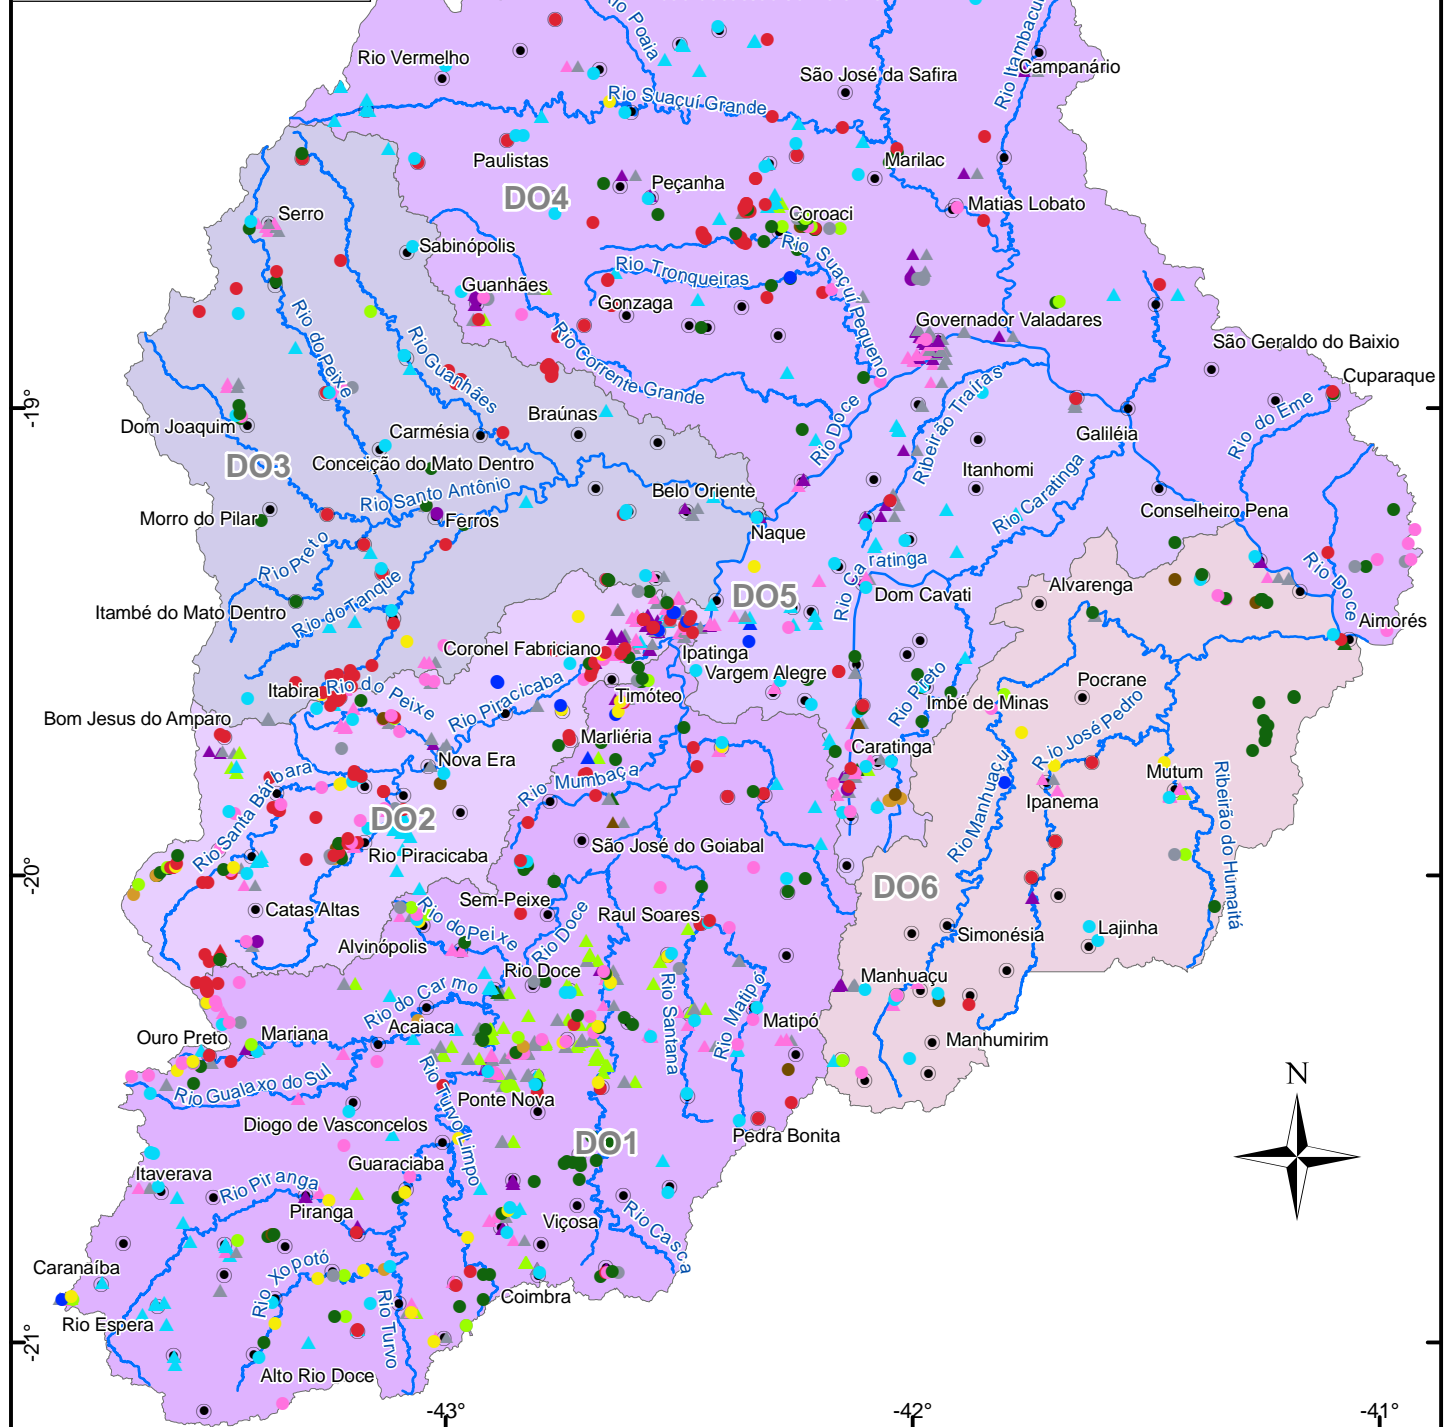 Rio Poaia
Rio Itambacu
Rio Vermelho
São José da Safira
Campanário
Rio Suaçuí Grande
Paulistas
Marilac
DO4
Peçanha
Matias Lobato
Serro
Coroaci
Sabinópolis
Rio Suaçuí Pequeno
Rio Tronqueiras
Guanhães
Gonzaga
Governador Valadares
Rio do Peixe
Rio Guanhães
Rio Corrente Grande
São Geraldo do Baixio
Cuparaque
Ribeirão Traíras
-19°
Braúnas
Rio do Eme
Dom Joaquim
Carmésia
Rio Doce
Galiléia
DO3
Conceição do Mato Dentro
Itanhomi
Rio Caratinga
Rio Santo Antônio
Belo Oriente
Morro do Pilar
Ferros
Conselheiro Pena
Naque
Rio Preto
Rio Caratinga
Rio Doce
Rio do Tanque
DO5
Dom Cavati
Alvarenga
Itambé do Mato Dentro
Aimorés
Coronel Fabriciano
Ipatinga
Vargem Alegre
Rio Preto
Itabira
Rio do Peixe
Rio Piracicaba
Timóteo
Imbé de Minas
Pocrane
Bom Jesus do Amparo
Marliéria
Rio José Pedro
Nova Era
Caratinga
Rio Manhuaçu
Rio Mumbaça
Mutum
Rio Santa Bárbara
Ipanema
Ribeirão do Humaitá
DO2
Rio Piracicaba
São José do Goiabal
-20°
DO6
Catas Altas
Sem-Peixe
Raul Soares
Rio do Peixe
Rio Doce
Simonésia
Lajinha
Alvinópolis
Rio Doce
Manhuaçu
Rio do Carmo
Rio Santana
Rio Matipó
Matipó
Ouro Preto
Mariana
Acaiaca
Manhumirim
N
Rio Gualaxo do Sul
Rio Turvo Limpo
Ponte Nova
Diogo de Vasconcelos
Pedra Bonita
DO1
Guaraciaba
Itaverava
Rio Piranga
Piranga
Viçosa
Rio Casca
Caranaíba
Rio Xopotó
Coimbra
Rio Espera
Rio Turvo
-21°
Alto Rio Doce
-43°
-42°
-41°